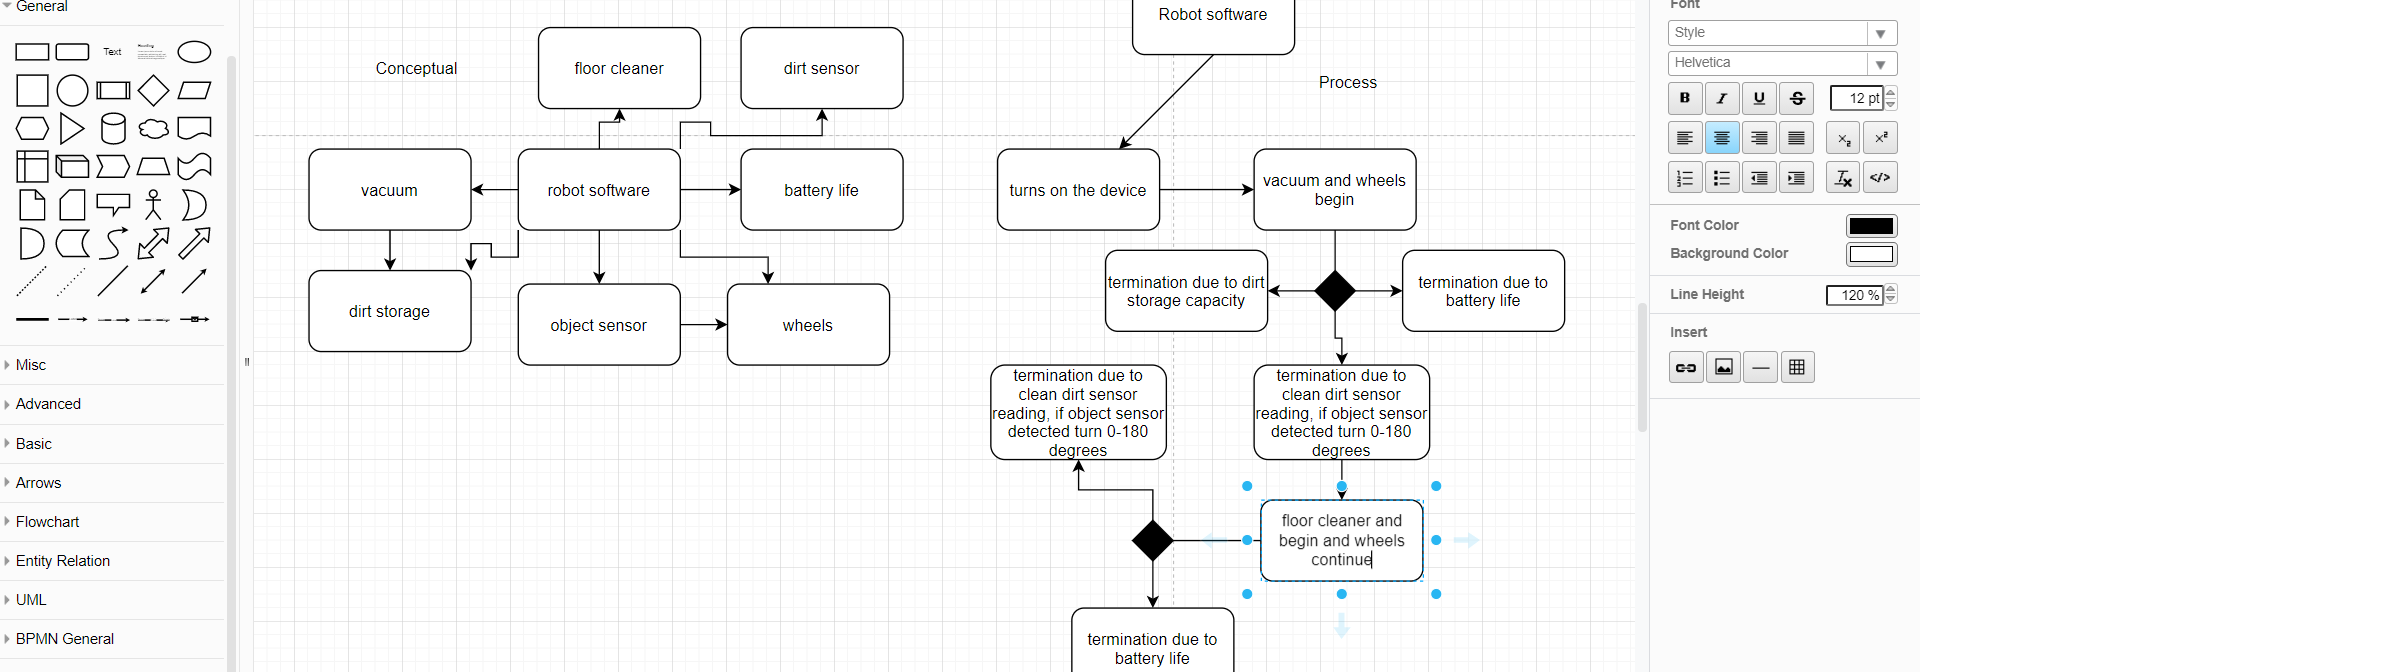 General
Text
Heading
Misc
Advanced
Basic
Arrows
Flowchart
Entity Relation
UML
BPMN General
Conceptual
floor cleaner
dirt sensor
vacuum
robot software
battery life
dirt storage
object sensor
wheels
Robot software
Process
turns on the device
vacuum and wheels
begin
termination due to dirt
storage capacity
termination due to
battery life
termination due to
clean dirt sensor
reading, if object sensor
detected turn 0-180
degrees
termination due to
clean dirt sensor
reading, if object sensor
detected turn 0-180
degrees
floor cleaner and
begin and wheels
continue
termination due to
battery life
Font
Style
Helvetica
B
I
U
S
12 pt
x₂
x²
Font Color
Background Color
Line Height
120 %
Insert